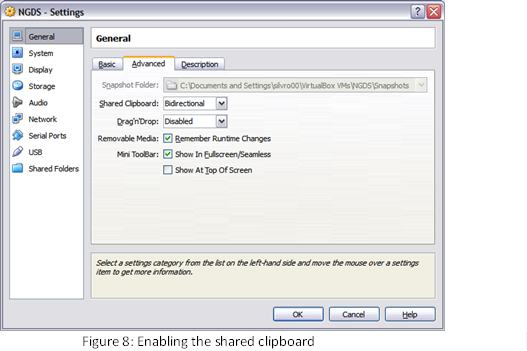 NGDS - Settings
General
System
Display
Storage
Audio
Network
Serial Ports
USB
Shared Folders
General
Basic Advanced Description
Snapshot Folder: C:\Documents and Settings\silvro00\VirtualBox VMs\NGDS\Snapshots
Shared Clipboard: Bidirectional
Drag'n'Drop: Disabled
Removable Media: Remember Runtime Changes
Mini ToolBar: Show In Fullscreen/Seamless
Show At Top Of Screen
Select a settings category from the list on the left-hand side and move the mouse over a settings
item to get more information.
OK Cancel Help
Figure 8: Enabling the shared clipboard